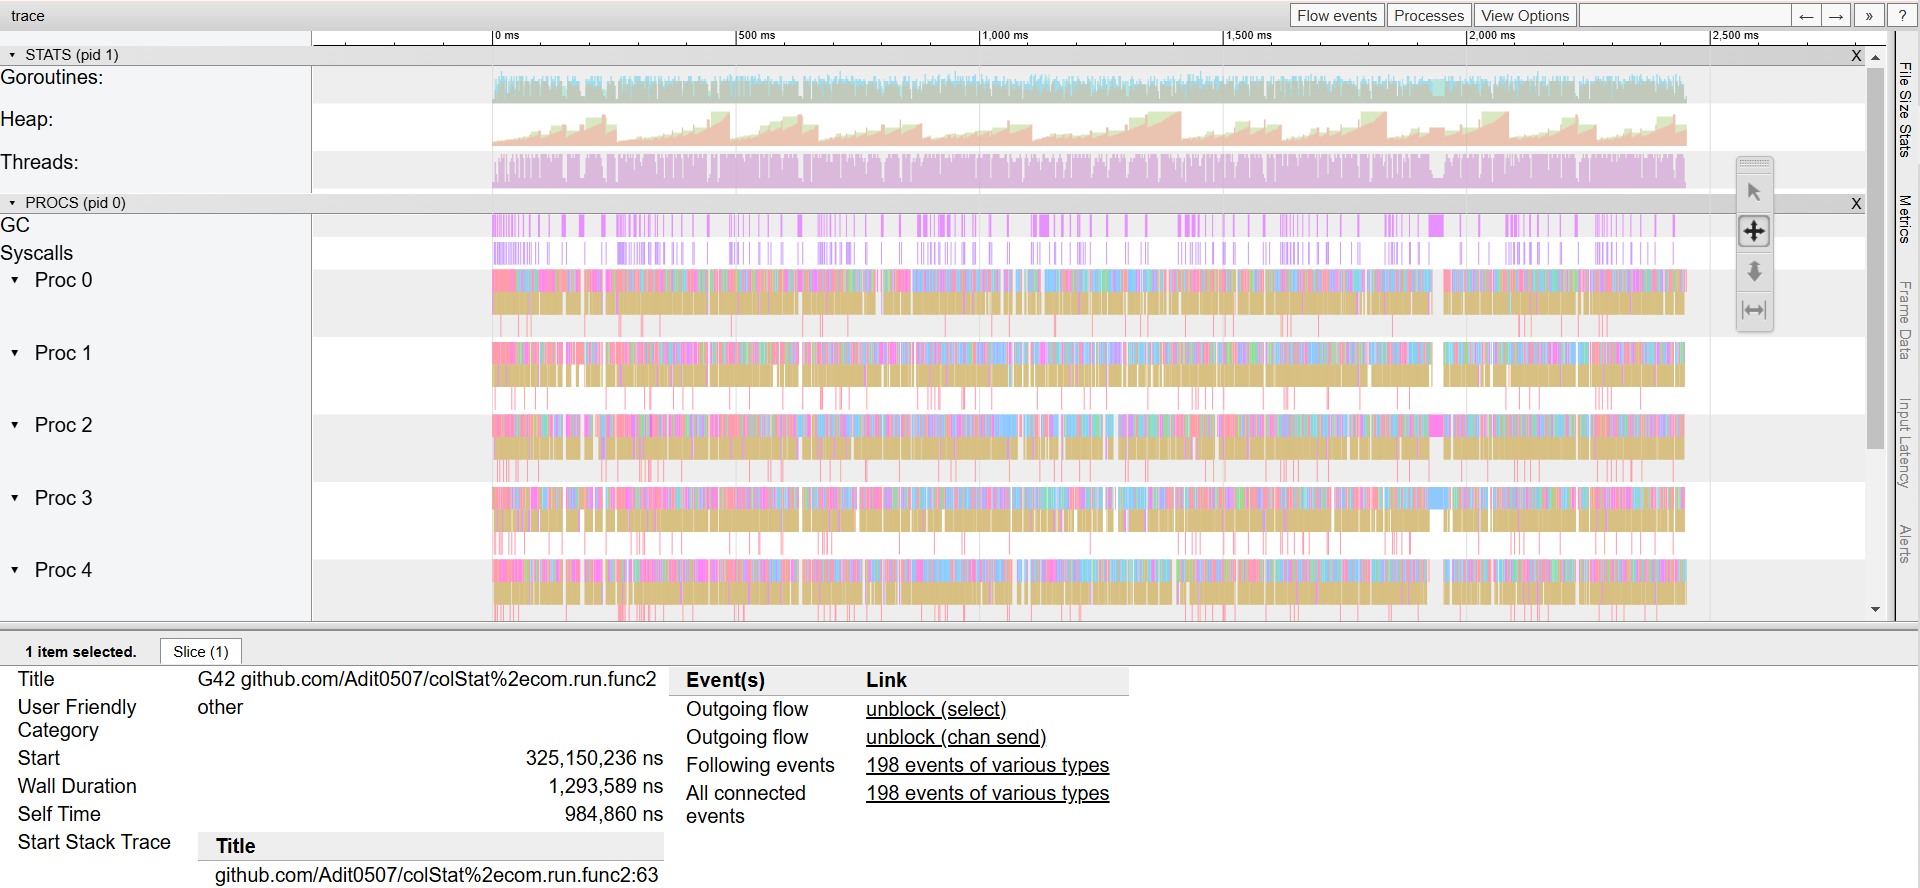 trace
Flow events Processes View Options ← → » ?
0 ms 500 ms 1,000 ms 1,500 ms 2,000 ms 2,500 ms
STATS (pid 1) X
Goroutines:
Heap:
Threads:
PROCS (pid 0) X
GC
Syscalls
Proc 0
Proc 1
Proc 2
Proc 3
Proc 4
File Size Stats
Metrics
Frame Data
Input Latency
Alerts
1 item selected. Slice (1)
Title G42 github.com/Adit0507/colStat%2ecom.run.func2
User Friendly Category other
Start 325,150,236 ns
Wall Duration 1,293,589 ns
Self Time 984,860 ns
Start Stack Trace Title
github.com/Adit0507/colStat%2ecom.run.func2:63
Event(s) Link
Outgoing flow unblock (select)
Outgoing flow unblock (chan send)
Following events 198 events of various types
All connected events 198 events of various types